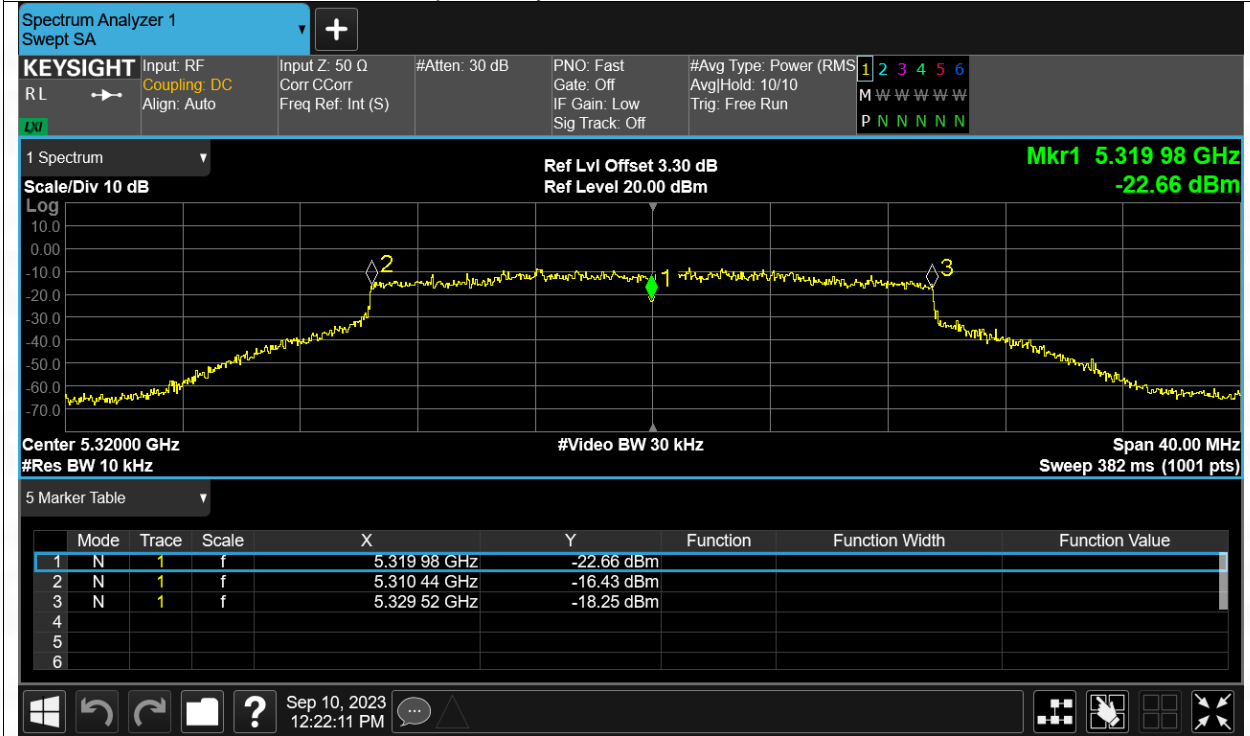 Spectrum Analyzer 1
Swept SA
+
KEYSIGHT Input: RF Input Z: 50 Ω #Atten: 30 dB PNO: Fast #Avg Type: Power (RMS 1 2 3 4 5 6
R L Coupling: DC Corr CCorr Gate: Off Avg|Hold: 10/10 M W W W W W
Align: Auto Freq Ref: Int (S) IF Gain: Low Trig: Free Run
LXI Sig Track: Off P N N N N N
1 Spectrum Ref Lvl Offset 3.30 dB Mkr1 5.319 98 GHz
Scale/Div 10 dB Ref Level 20.00 dBm -22.66 dBm
Log
10.0
0.00
-10.0 2 1 3
-20.0
-30.0
-40.0
-50.0
-60.0
-70.0
Center 5.32000 GHz #Video BW 30 kHz Span 40.00 MHz
#Res BW 10 kHz Sweep 382 ms (1001 pts)
5 Marker Table
Mode Trace Scale X Y Function Function Width Function Value
1 N 1 f 5.319 98 GHz -22.66 dBm
2 N 1 f 5.310 44 GHz -16.43 dBm
3 N 1 f 5.329 52 GHz -18.25 dBm
4
5
6
? Sep 10, 2023
12:22:11 PM